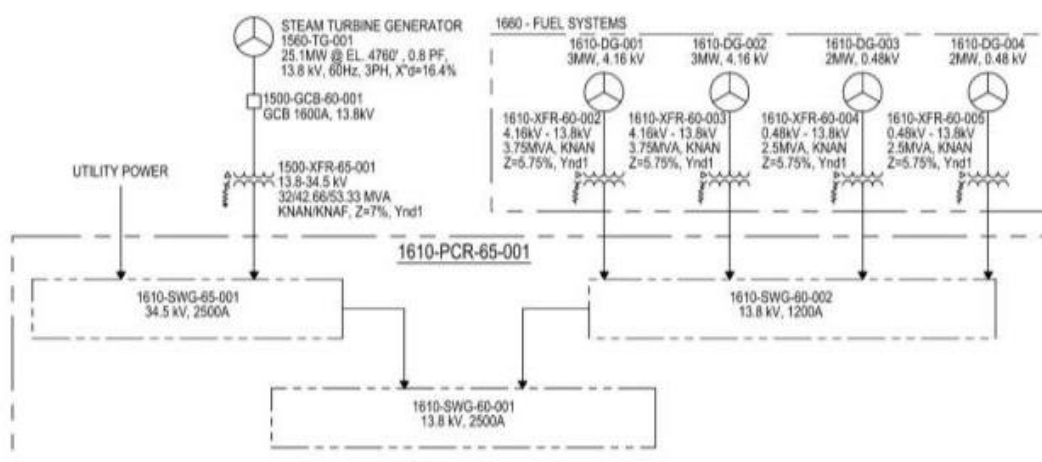 STEAM TURBINE GENERATOR
1560-TG-001
25.1MW @ EL. 4760' , 0.8 PF,
13.8 kV, 60Hz, 3PH, X"d=16.4%
1500-GCB-60-001
GCB 1600A, 13.8kV
1500-XFR-65-001
13.8-34.5 kV
32/42.66/53.33 MVA
KNAN/KNAF, Z=7%, Ynd1
UTILITY POWER
1660 - FUEL SYSTEMS
1610-DG-001
3MW, 4.16 kV
1610-DG-002
3MW, 4.16 kV
1610-DG-003
2MW, 0.48kV
1610-DG-004
2MW, 0.48 kV
1610-XFR-60-002
4.16kV - 13.8kV
3.75MVA, KNAN
Z=5.75%, Ynd1
1610-XFR-60-003
4.16kV - 13.8kV
3.75MVA, KNAN
Z=5.75%, Ynd1
1610-XFR-60-004
0.48kV - 13.8kV
2.5MVA, KNAN
Z=5.75%, Ynd1
1610-XFR-60-005
0.48kV - 13.8kV
2.5MVA, KNAN
Z=5.75%, Ynd1
1610-PCR-65-001
1610-SWG-65-001
34.5 kV, 2500A
1610-SWG-60-002
13.8 kV, 1200A
1610-SWG-60-001
13.8 kV, 2500A